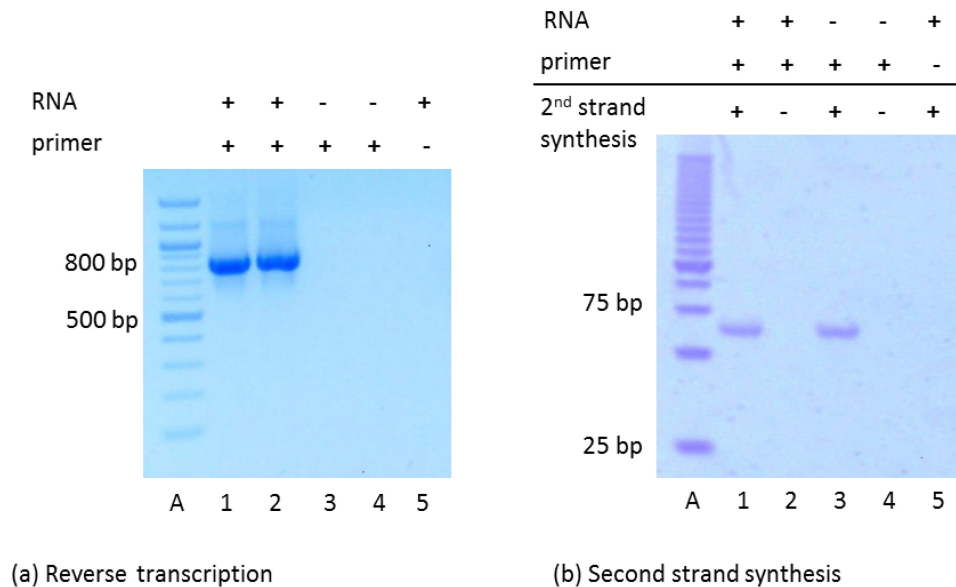 RNA + + - - +
primer + + + + -
800 bp
500 bp
A 1 2 3 4 5
(a) Reverse transcription
RNA + + - - +
primer + + + + -
2nd strand synthesis + - + - +
75 bp
25 bp
A 1 2 3 4 5
(b) Second strand synthesis